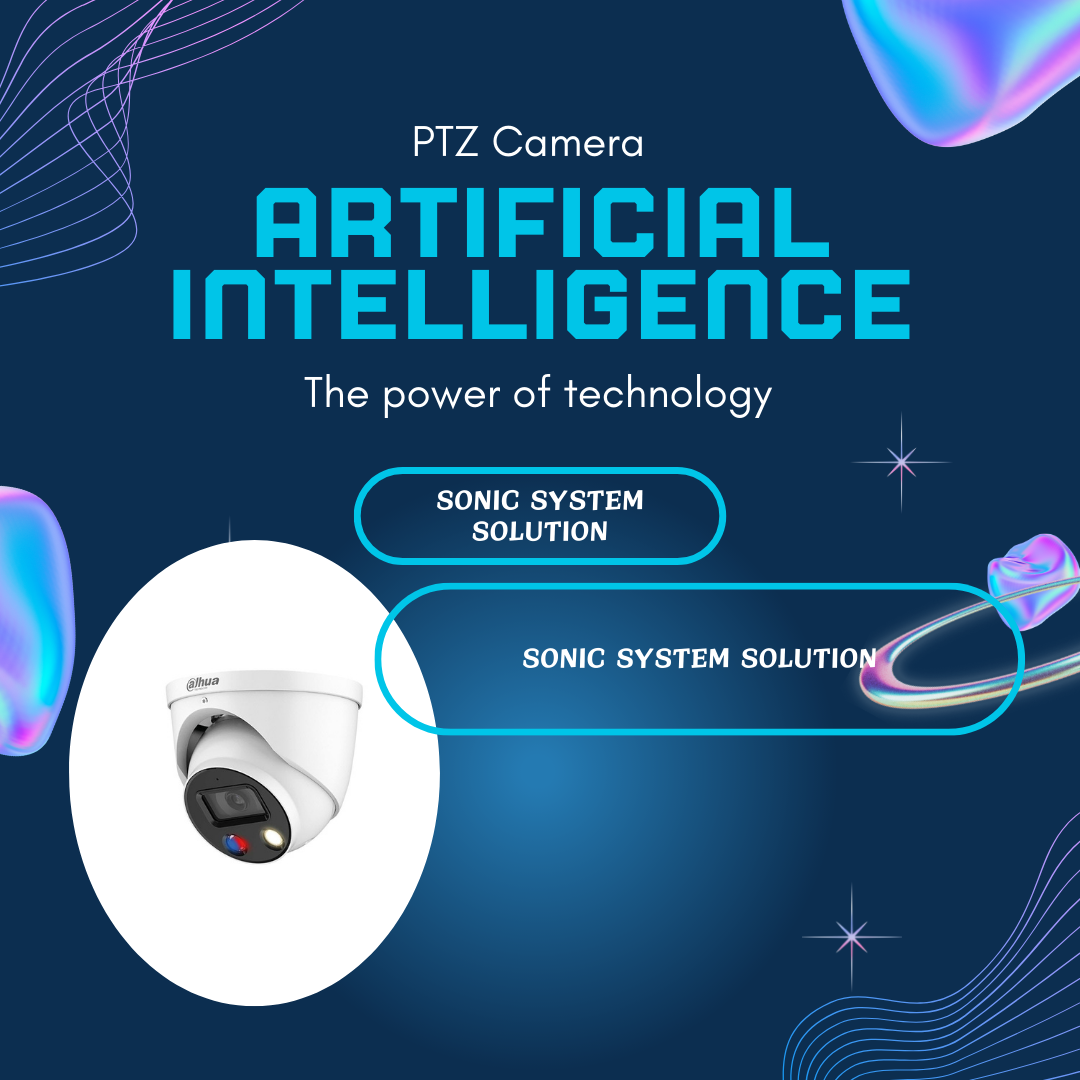 PTZ Camera
ARTIFICIAL
INTELLIGENCE
The power of technology
SONIC SYSTEM
SOLUTION
SONIC SYSTEM SOLUTION
alhua